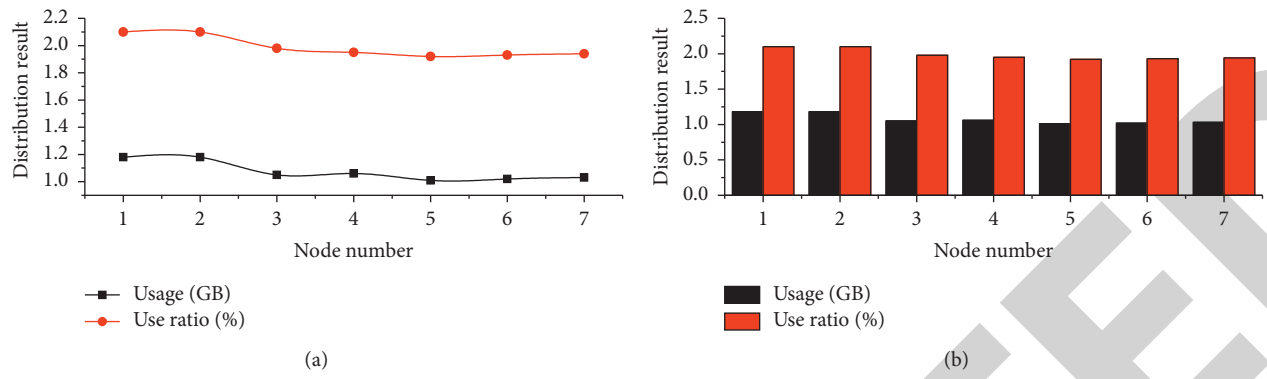 2.2
2.0
1.8
1.6
1.4
1.2
1.0
Distribution result
1 2 3 4 5 6 7
Node number
Usage (GB)
Use ratio (%)
(a)
2.5
2.0
1.5
1.0
0.5
0.0
Distribution result
1 2 3 4 5 6 7
Node number
Usage (GB)
Use ratio (%)
(b)